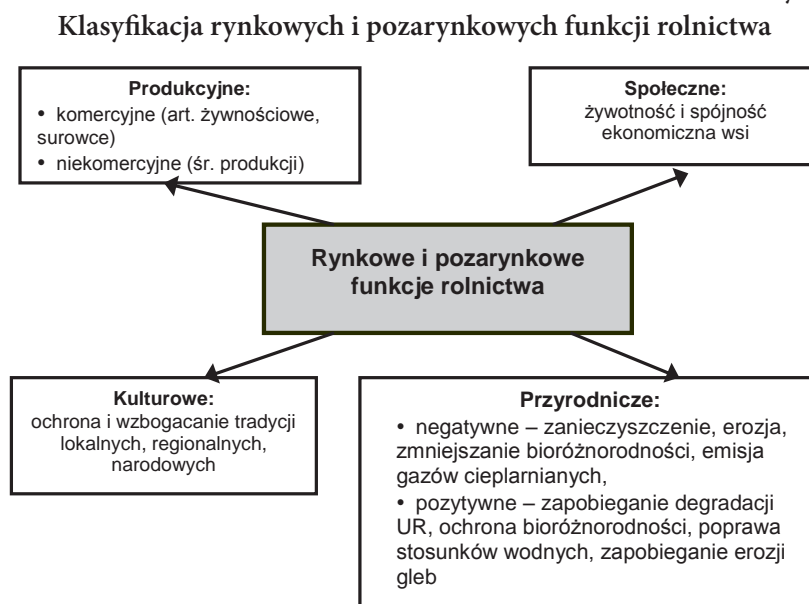 Klasyfikacja rynkowych i pozarynkowych funkcji rolnictwa
Produkcyjne:
• komercyjne (art. żywnościowe,
surowce)
• niekomercyjne (śr. produkcji)
Społeczne:
żywotność i spójność
ekonomiczna wsi
Rynkowe i pozarynkowe
funkcje rolnictwa
Kulturowe:
ochrona i wzbogacanie tradycji
lokalnych, regionalnych,
narodowych
Przyrodnicze:
• negatywne – zanieczyszczenie, erozja,
zmniejszanie bioróżnorodności, emisja
gazów cieplarnianych,
• pozytywne – zapobieganie degradacji
UR, ochrona bioróżnorodności, poprawa
stosunków wodnych, zapobieganie erozji
gleb